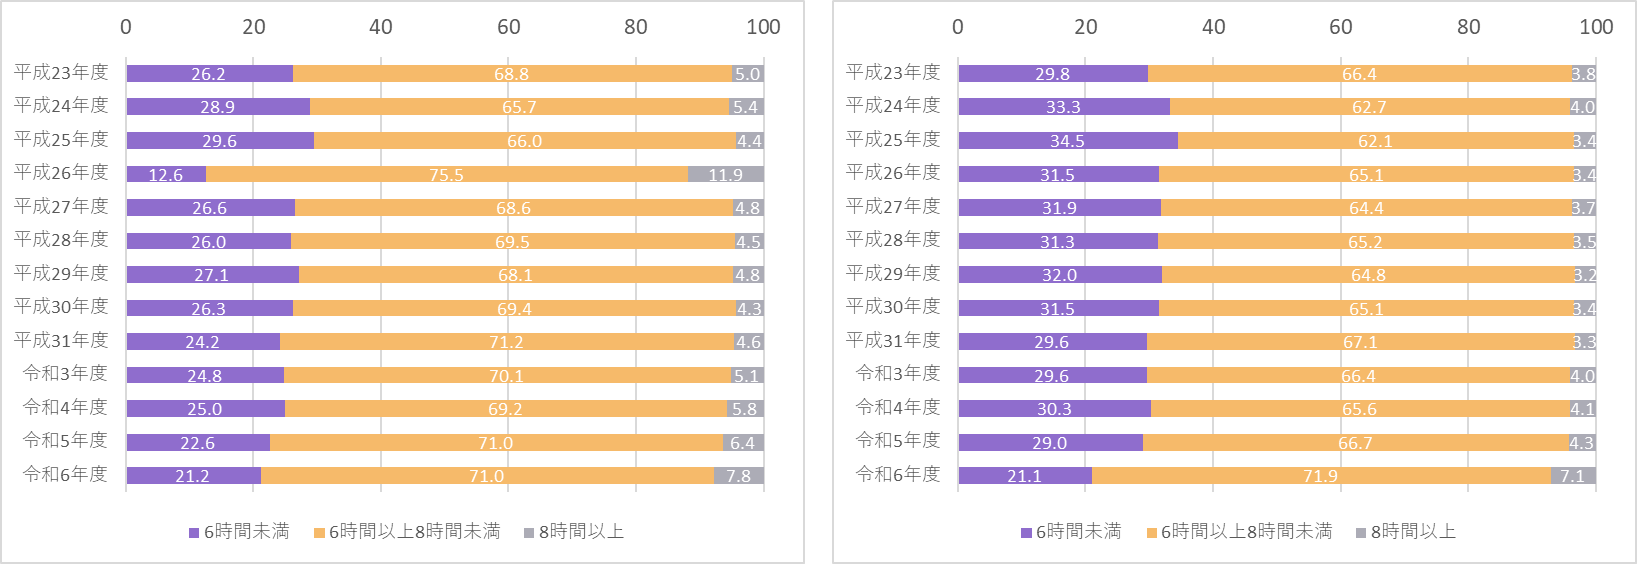 0 20 40 60 80 100
平成23年度 26.2 68.8 5.0
平成24年度 28.9 65.7 5.4
平成25年度 29.6 66.0 4.4
平成26年度 12.6 75.5 11.9
平成27年度 26.6 68.6 4.8
平成28年度 26.0 69.5 4.5
平成29年度 27.1 68.1 4.8
平成30年度 26.3 69.4 4.3
平成31年度 24.2 71.2 4.6
令和3年度 24.8 70.1 5.1
令和4年度 25.0 69.2 5.8
令和5年度 22.6 71.0 6.4
令和6年度 21.2 71.0 7.8
6時間未満 6時間以上8時間未満 8時間以上
0 20 40 60 80 100
平成23年度 29.8 66.4 3.8
平成24年度 33.3 62.7 4.0
平成25年度 34.5 62.1 3.4
平成26年度 31.5 65.1 3.4
平成27年度 31.9 64.4 3.7
平成28年度 31.3 65.2 3.5
平成29年度 32.0 64.8 3.2
平成30年度 31.5 65.1 3.4
平成31年度 29.6 67.1 3.3
令和3年度 29.6 66.4 4.0
令和4年度 30.3 65.6 4.1
令和5年度 29.0 66.7 4.3
令和6年度 21.1 71.9 7.1
6時間未満 6時間以上8時間未満 8時間以上